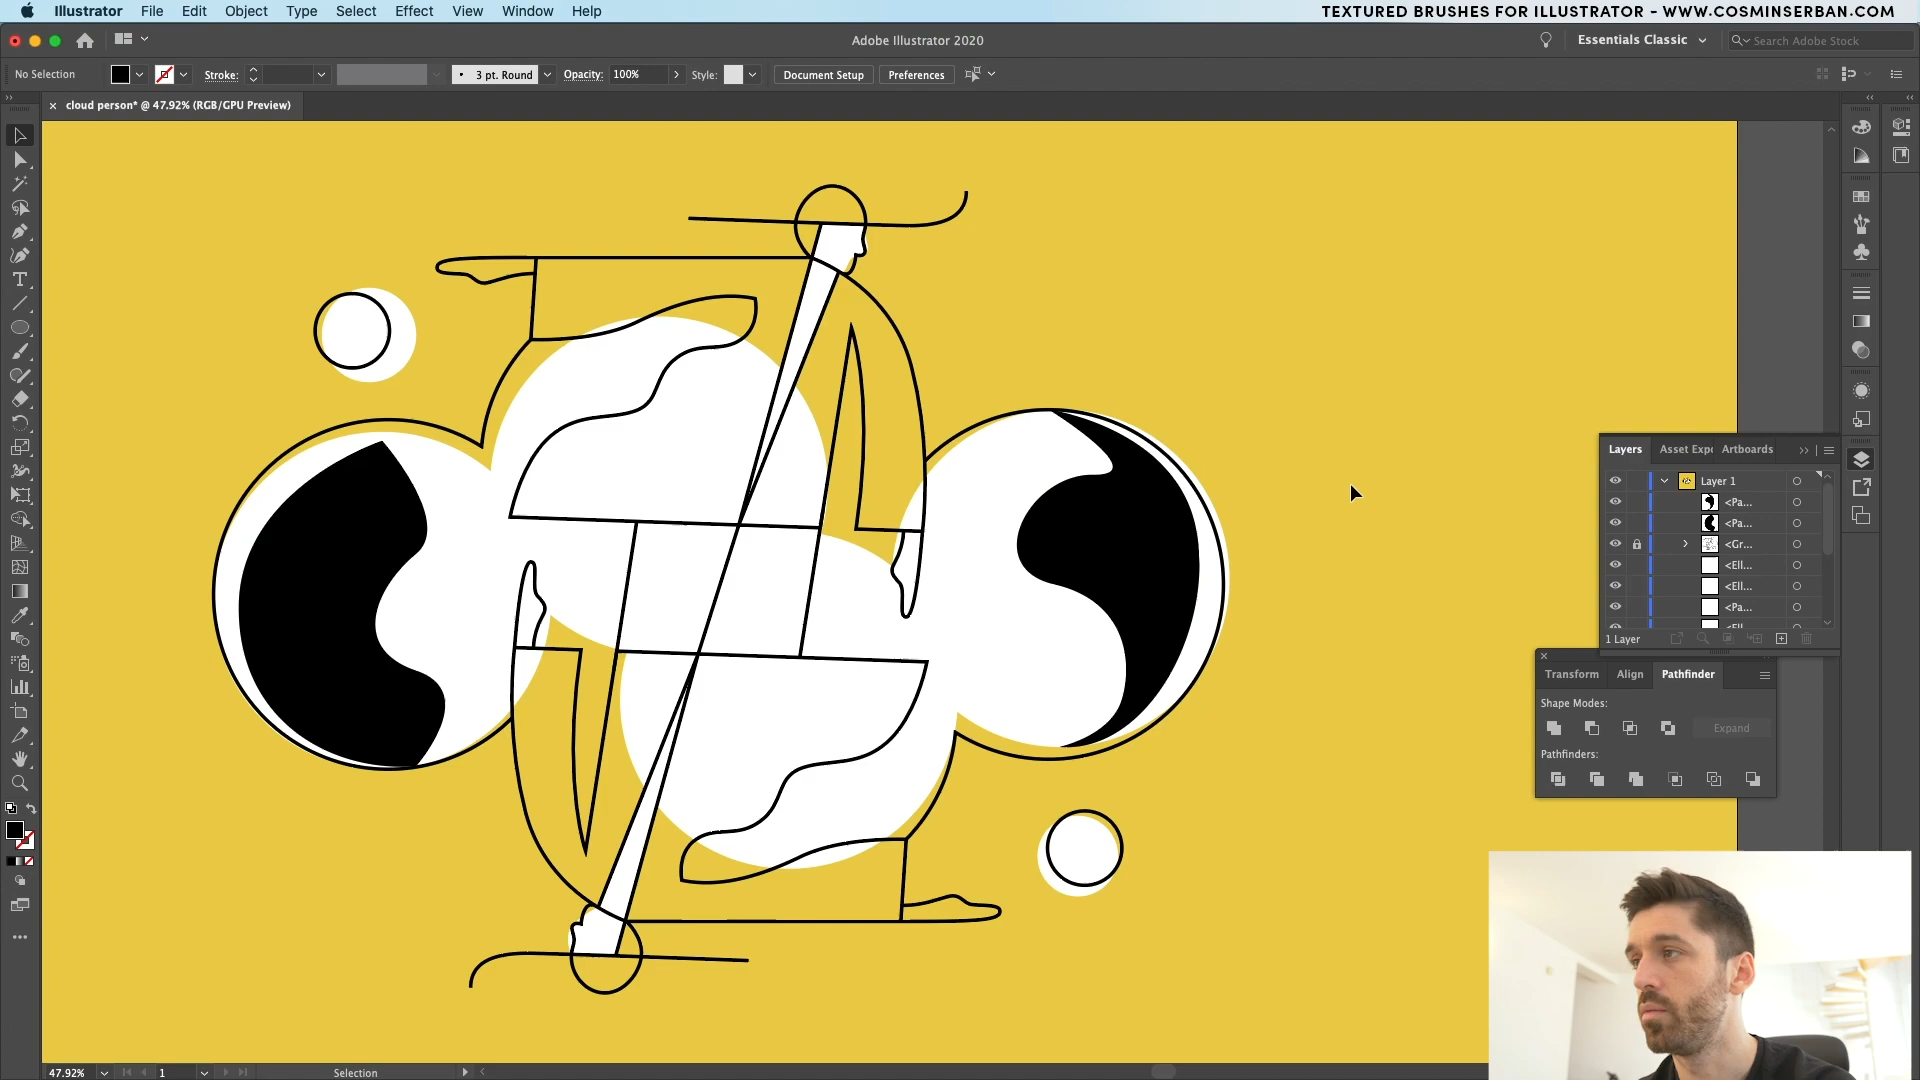 Illustrator File Edit Object Type Select Effect View Window Help
TEXTURED BRUSHES FOR ILLUSTRATOR - WWW.COSMINSERBAN.COM
Adobe Illustrator 2020
Essentials Classic
Search Adobe Stock
No Selection
Stroke:
3 pt. Round
Opacity: 100%
Style:
Document Setup
Preferences
cloud person* @ 47.92% (RGB/GPU Preview)
Layers Asset Expo Artboards
Layer 1
<Pa...
<Pa...
<Gr...
<Ell...
<Ell...
<Pa...
<Ell...
1 Layer
Transform Align Pathfinder
Shape Modes:
Expand
Pathfinders:
47.92%
1
Selection